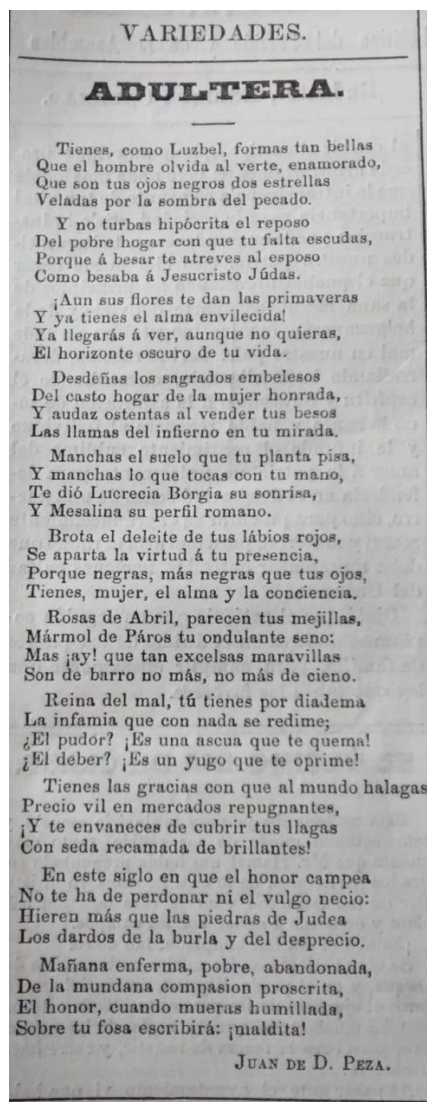 VARIEDADES.
ADULTERA.
Tienes, como Luzbel, formas tan bellas
Que el hombre olvida al verte, enamorado,
Que son tus ojos negros dos estrellas
Veladas por la sombra del pecado.
Y no turbas hipócrita el reposo
Del pobre hogar con que tu falta escudas,
Porque á besar te atreves al esposo
Como besaba á Jesucristo Júdas.
¡Aun sus flores te dan las primaveras
Y ya tienes el alma envilecida!
Ya llegarás á ver, aunque no quieras,
El horizonte oscuro de tu vida.
Desdeñas los sagrados embelesos
Del casto hogar de la mujer honrada,
Y audaz ostentas al vender tus besos
Las llamas del infierno en tu mirada.
Manchas el suelo que tu planta pisa,
Y manchas lo que tocas con tu mano,
Te dió Lucrecia Borgia su sonrisa,
Y Mesalina su perfil romano.
Brota el deleite de tus lábios rojos,
Se aparta la virtud á tu presencia,
Porque negras, más negras que tus ojos,
Tienes, mujer, el alma y la conciencia.
Rosas de Abril, parecen tus mejillas,
Mármol de Páros tu ondulante seno:
Mas ¡ay! que tan excelsas maravillas
Son de barro no más, no más de cieno.
Reina del mal, tú tienes por diadema
La infamia que con nada se redime;
¿El pudor? ¡Es una ascua que te quema!
¿El deber? ¡Es un yugo que te oprime!
Tienes las gracias con que al mundo halagas
Precio vil en mercados repugnantes,
¡Y te envaneces de cubrir tus llagas
Con seda recamada de brillantes!
En este siglo en que el honor campea
No te ha de perdonar ni el vulgo necio:
Hieren más que las piedras de Judea
Los dardos de la burla y del desprecio.
Mañana enferma, pobre, abandonada,
De la mundana compasion proscrita,
El honor, cuando mueras humillada,
Sobre tu fosa escribirá: ¡maldita!
JUAN DE D. PEZA.